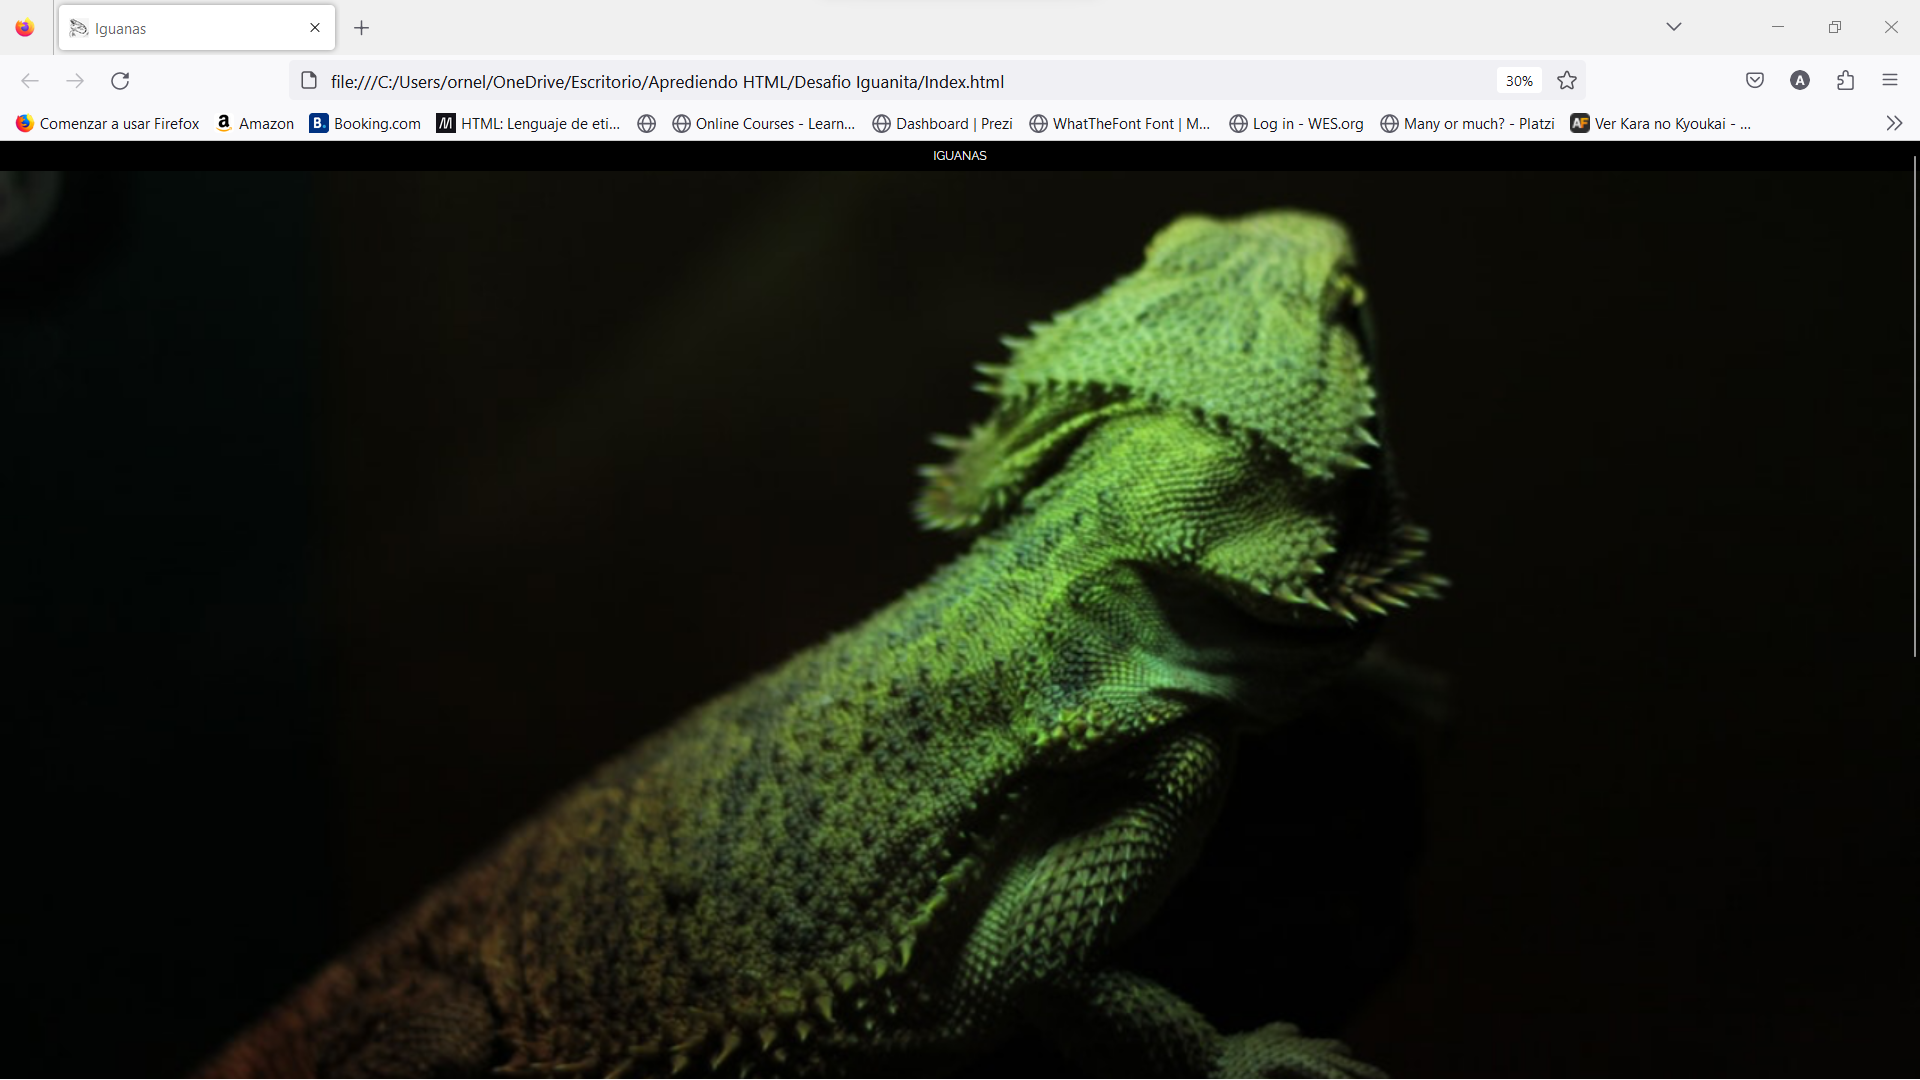 Iguanas
file:///C:/Users/ornel/OneDrive/Escritorio/Aprediendo HTML/Desafio Iguanita/Index.html
30%
A
Comenzar a usar Firefox
Amazon
B. Booking.com
M HTML: Lenguaje de eti...
Online Courses - Learn...
Dashboard | Prezi
WhatTheFont Font | M...
Log in - WES.org
Many or much? - Platzi
AF Ver Kara no Kyoukai - ...
IGUANAS